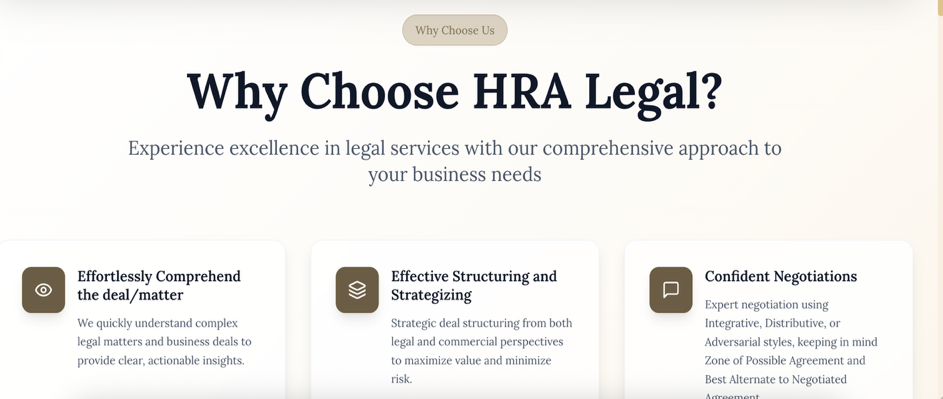 Why Choose Us
Why Choose HRA Legal?
Experience excellence in legal services with our comprehensive approach to
your business needs
Effortlessly Comprehend
the deal/matter
We quickly understand complex
legal matters and business deals to
provide clear, actionable insights.
Effective Structuring and
Strategizing
Strategic deal structuring from both
legal and commercial perspectives
to maximize value and minimize
risk.
Confident Negotiations
Expert negotiation using
Integrative, Distributive, or
Adversarial styles, keeping in mind
Zone of Possible Agreement and
Best Alternate to Negotiated
Agreement